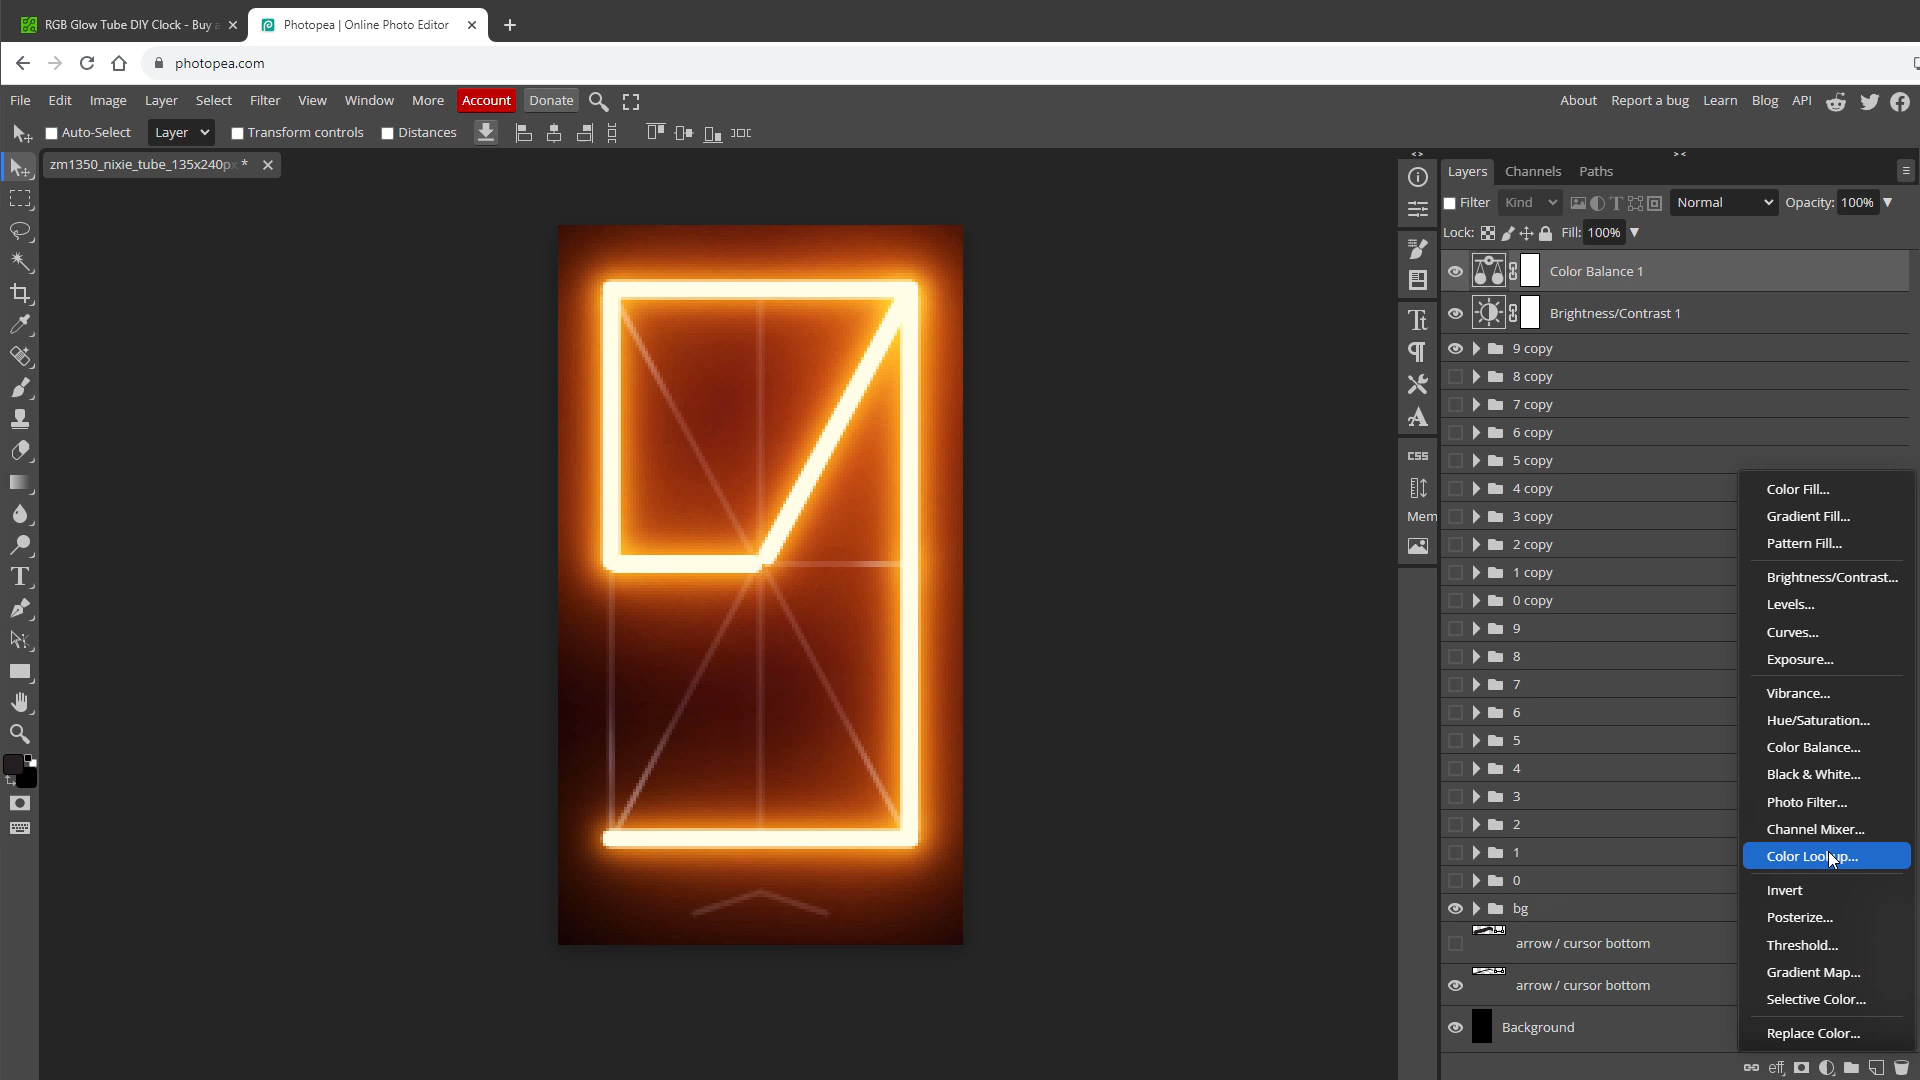 RGB Glow Tube DIY Clock - Buy a
Photopea | Online Photo Editor
photopea.com
File Edit Image Layer Select Filter View Window More Account Donate
About Report a bug Learn Blog API
Auto-Select Layer Transform controls Distances
zm1350_nixie_tube_135x240px *
Layers Channels Paths
Filter Kind Normal Opacity: 100%
Lock: Fill: 100%
Color Balance 1
Brightness/Contrast 1
9 copy
8 copy
7 copy
6 copy
5 copy
4 copy
3 copy
2 copy
1 copy
0 copy
9
8
7
6
5
4
3
2
1
0
bg
arrow / cursor bottom
arrow / cursor bottom
Background
CSS
Mem
Color Fill...
Gradient Fill...
Pattern Fill...
Brightness/Contrast...
Levels...
Curves...
Exposure...
Vibrance...
Hue/Saturation...
Color Balance...
Black & White...
Photo Filter...
Channel Mixer...
Color Lookup...
Invert
Posterize...
Threshold...
Gradient Map...
Selective Color...
Replace Color...
eff